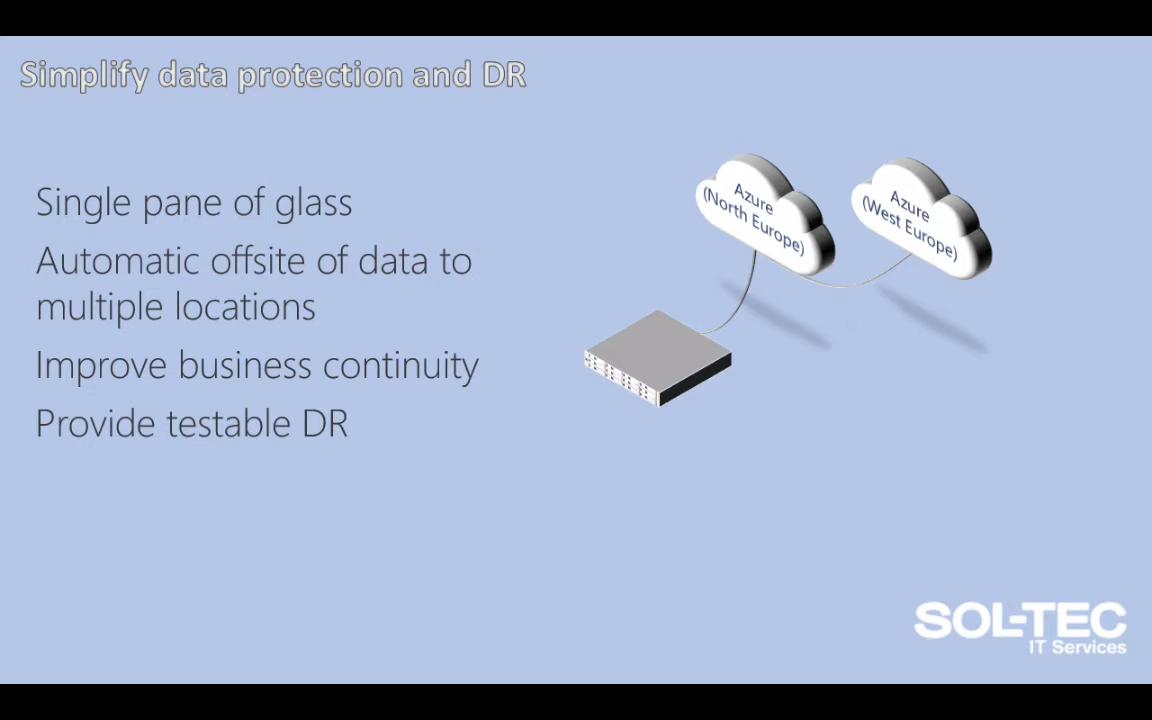 Simplify data protection and DR
Single pane of glass
Automatic offsite of data to
multiple locations
Improve business continuity
Provide testable DR
Azure
(North Europe)
Azure
(West Europe)
SOL-TEC
IT Services